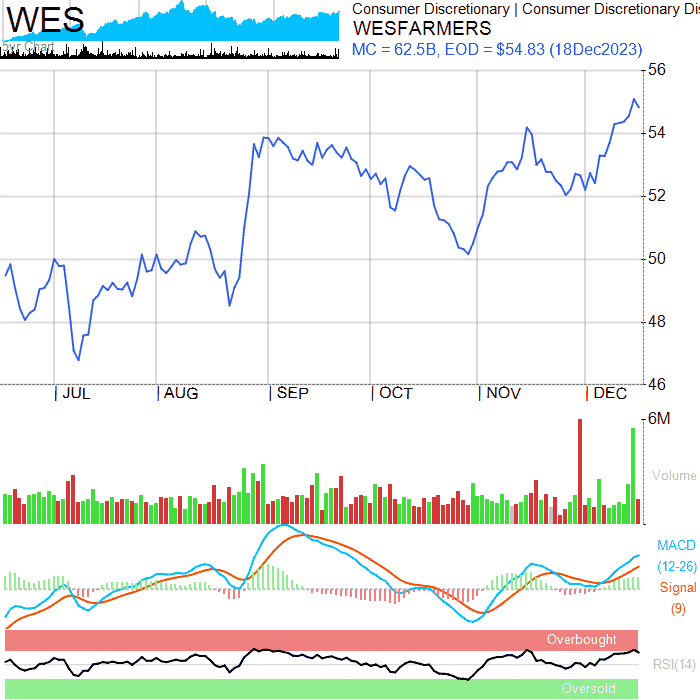 WES
Consumer Discretionary | Consumer Discretionary Dis
WESFARMERS
MC = 62.5B, EOD = $54.83 (18Dec2023)
56
54
52
50
48
46
| JUL
| AUG
| SEP
| OCT
| NOV
| DEC
6M
Volume
MACD
(12-26)
Signal
(9)
Overbought
RSI(14)
Oversold